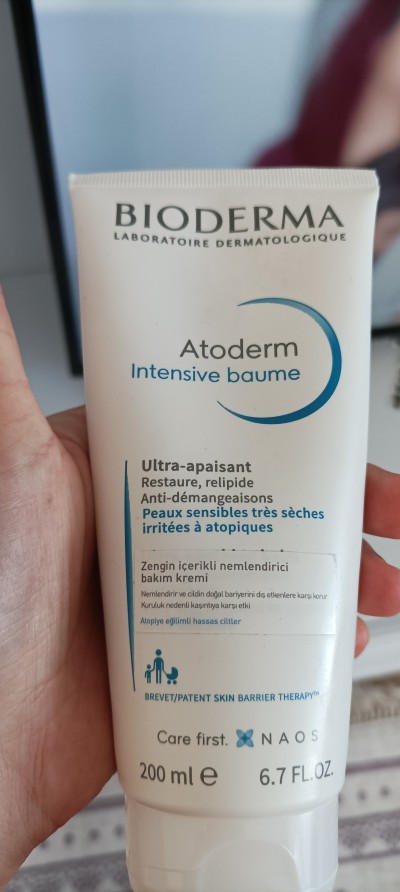 BIODERMA
LABORATOIRE DERMATOLOGIQUE
Atoderm
Intensive baume
Ultra-apaisant
Restaure, relipide
Anti-démangeaisons
Peaux sensibles très sèches
irritées à atopiques
Zengin içerikli nemlendirici
bakım kremi
Nemlendirir ve cildin doğal bariyerini dış etkenlere karşı korur
Kuruluk nedenli kaşıntıya karşı etki
Atopiye eğilimli hassas ciltler
BREVET/PATENT SKIN BARRIER THERAPY™
Care first. NAOS
200 ml e 6.7 FL.OZ.